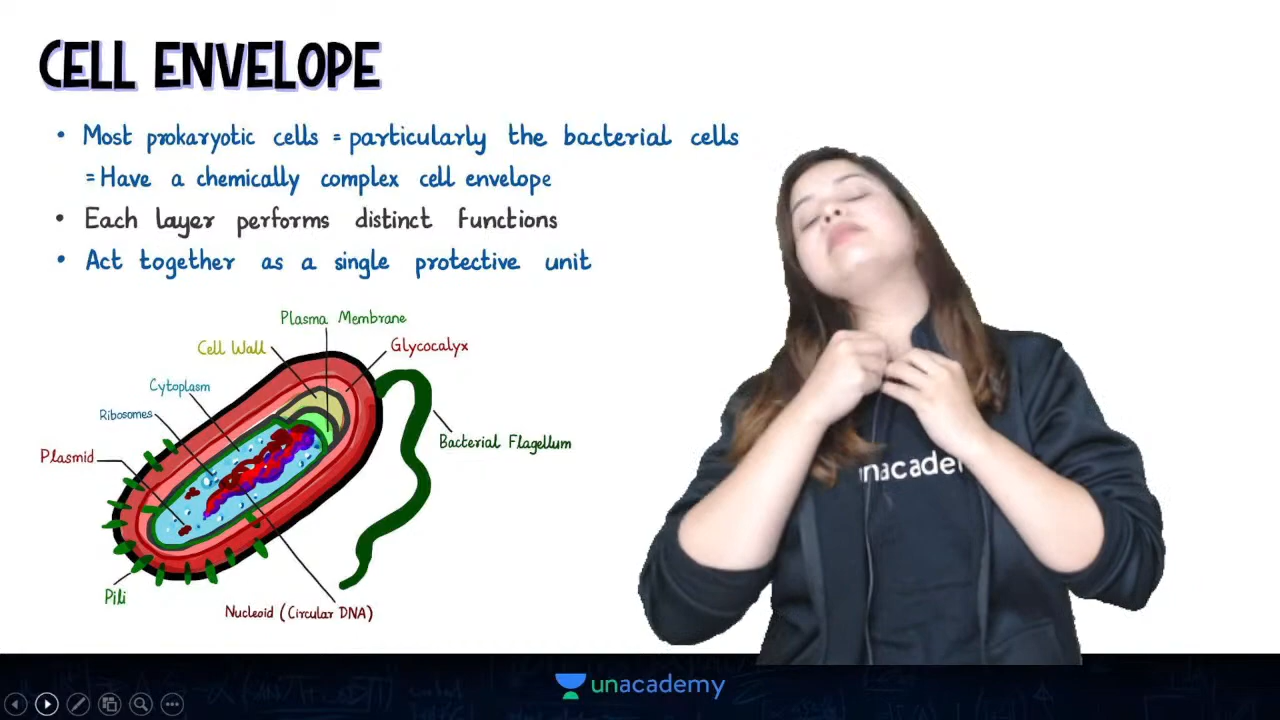 CELL ENVELOPE
• Most prokaryotic cells = particularly the bacterial cells
= Have a chemically complex cell envelope
• Each layer performs distinct functions
• Act together as a single protective unit
Plasma Membrane
Cell Wall
Glycocalyx
Cytoplasm
Ribosomes
Bacterial Flagellum
Plasmid
Pili
Nucleoid (Circular DNA)
unacadem
unacademy